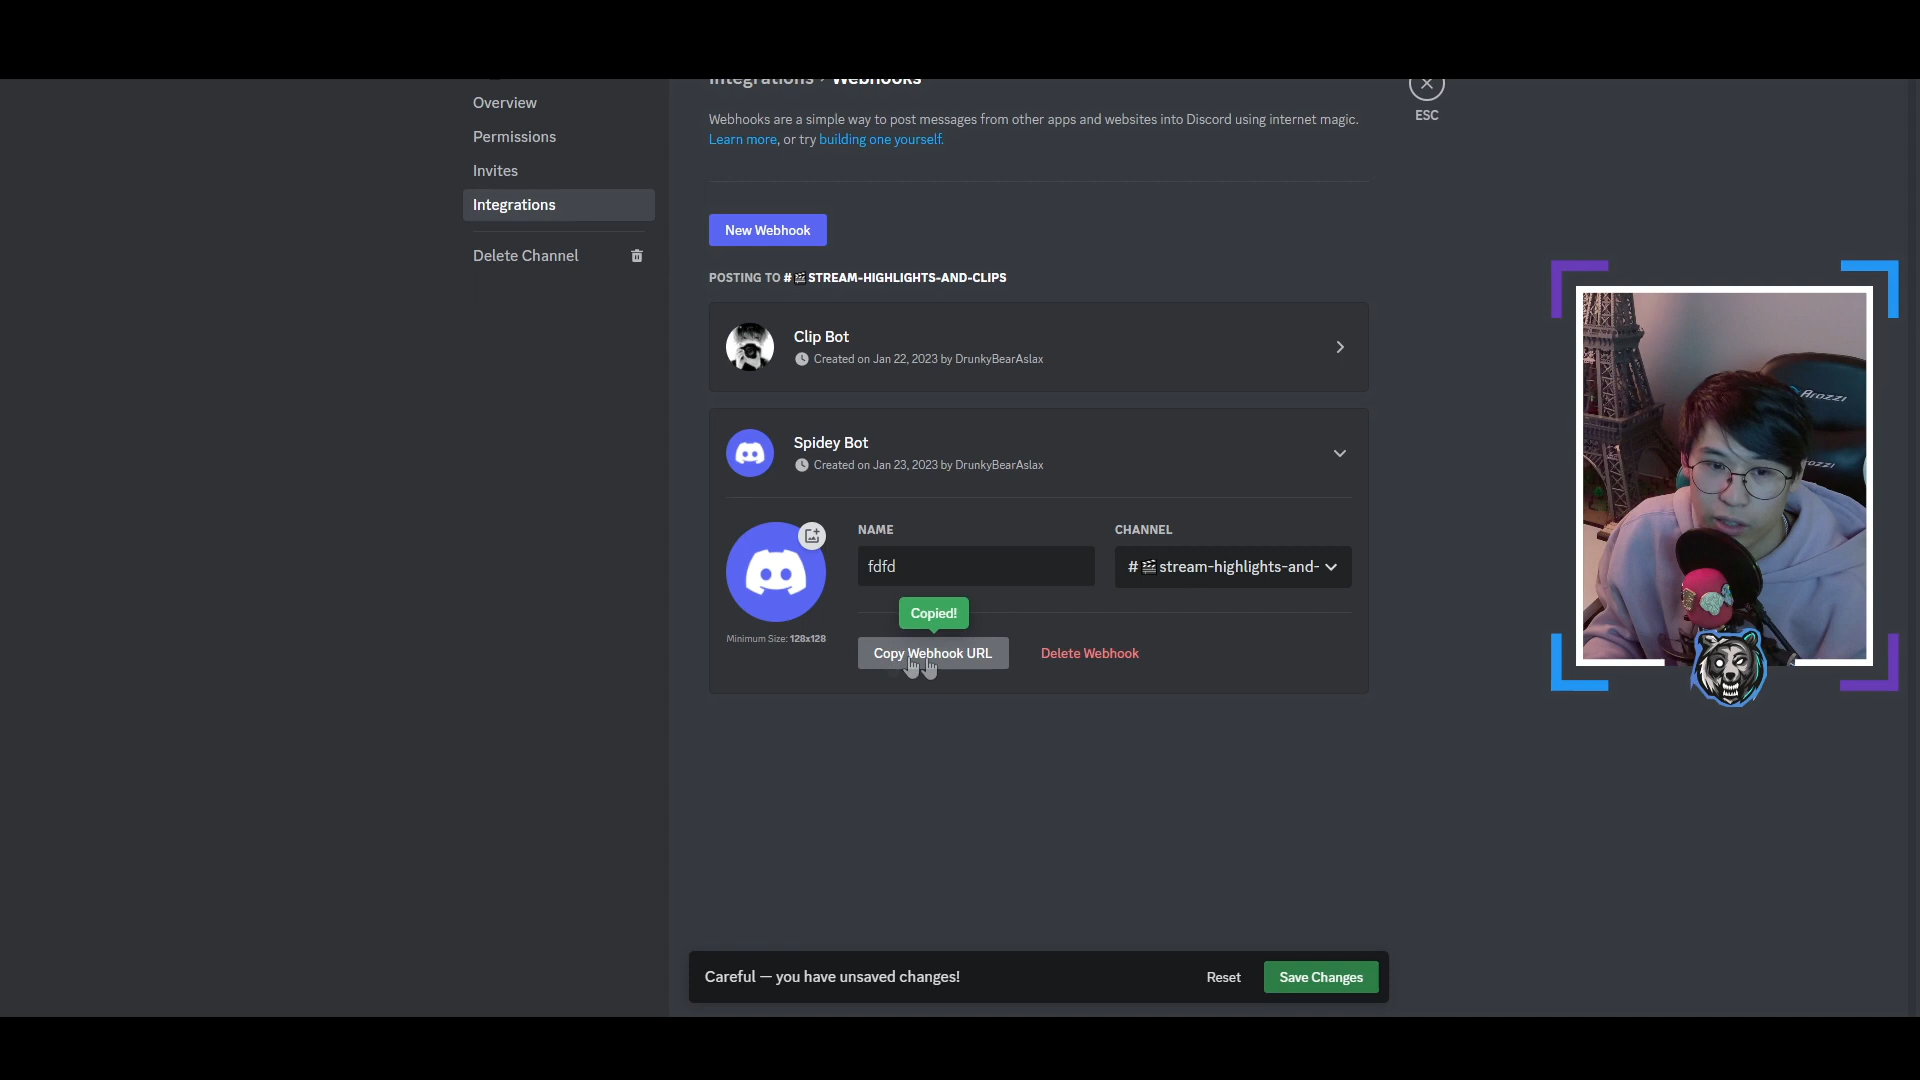 Integrations › Webhooks
Overview
Permissions
Invites
Integrations
Delete Channel
ESC
Webhooks are a simple way to post messages from other apps and websites into Discord using internet magic.
Learn more, or try building one yourself.
New Webhook
POSTING TO #🎬STREAM-HIGHLIGHTS-AND-CLIPS
Clip Bot
Created on Jan 22, 2023 by DrunkyBearAslax
Spidey Bot
Created on Jan 23, 2023 by DrunkyBearAslax
NAME
CHANNEL
fdfd
#🎬stream-highlights-and-
Copied!
Minimum Size: 128x128
Copy Webhook URL
Delete Webhook
Careful — you have unsaved changes!
Reset
Save Changes
Arozzi